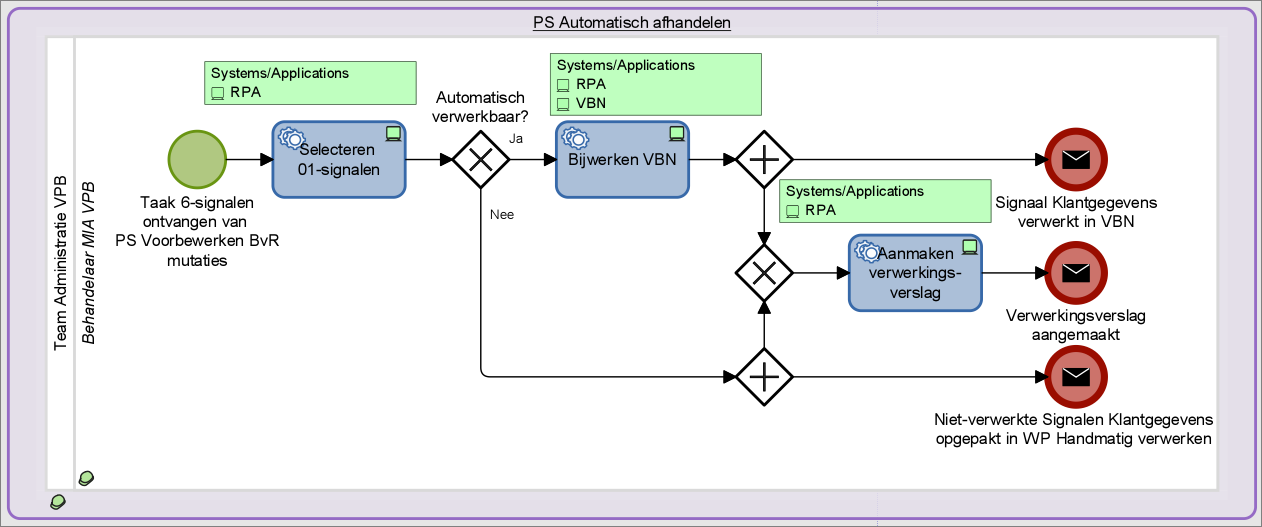 PS Automatisch afhandelen
Team Administratie VPB
Behandelaar MIA VPB
Systems/Applications
RPA
Taak 6-signalen
ontvangen van
PS Voorbewerken BvR
mutaties
Selecteren
01-signalen
Automatisch
verwerkbaar?
Ja
Nee
Systems/Applications
RPA
VBN
Bijwerken VBN
Systems/Applications
RPA
Signaal Klantgegevens
verwerkt in VBN
Aanmaken
verwerkings-
verslag
Verwerkingsverslag
aangemaakt
Niet-verwerkte Signalen Klantgegevens
opgepakt in WP Handmatig verwerken